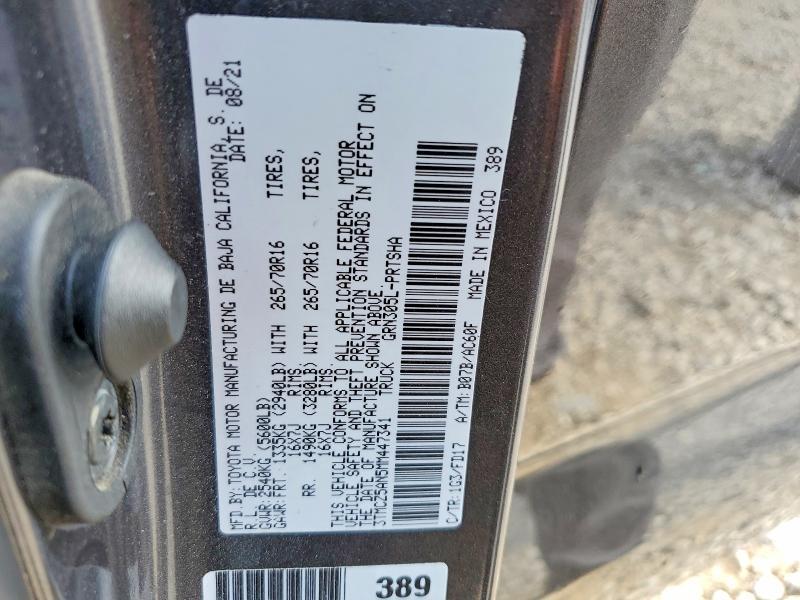 MFD.BY:TOYOTA MOTOR MANUFACTURING DE BAJA CALIFORNIA, S. DE
R.L. DE C.V. DATE: 08/21
GVWR:2540KG (5600LB)
GAWR:FRT. 1335KG (2940LB) WITH 265/70R16 TIRES,
16X7J RIMS
RR. 1490KG (3280LB) WITH 265/70R16 TIRES,
16X7J RIMS.
THIS VEHICLE CONFORMS TO ALL APPLICABLE FEDERAL MOTOR
VEHICLE SAFETY AND THEFT PREVENTION STANDARDS IN EFFECT ON
THE DATE OF MANUFACTURE SHOWN ABOVE.
3TMCZ5AN5MM447341 TRUCK GRN305L-PRTSHA
C/TR:1G3/FD17 A/TM:B07B/AC60F MADE IN MEXICO 389
389